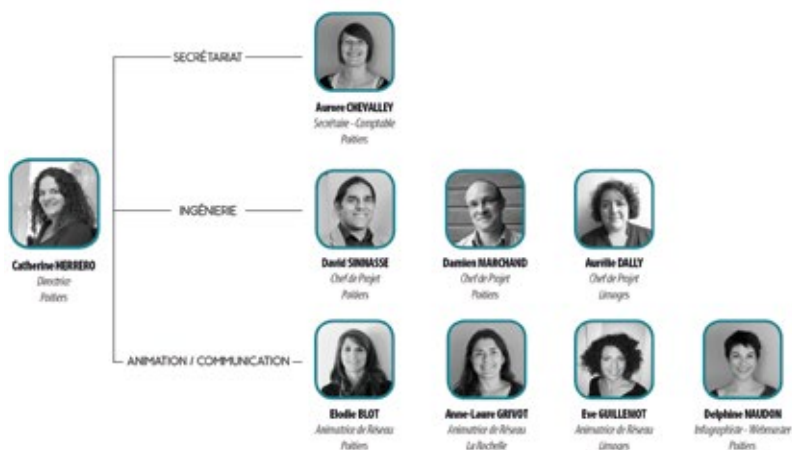 SECRÉTARIAT
Aurore CHEVALLEY
Secrétaire - Comptable
Poitiers
Catherine HERRERO
Directrice
Poitiers
INGÉNIERIE
David SINNASSE
Chef de Projet
Poitiers
Damien MARCHAND
Chef de Projet
Poitiers
Aurélie DALLY
Chef de Projet
Limoges
ANIMATION / COMMUNICATION
Elodie BLOT
Animatrice de Réseau
Poitiers
Anne-Laure GRIVOT
Animatrice de Réseau
La Rochelle
Eve GUILLEMOT
Animatrice de Réseau
Limoges
Delphine NAUDON
Infographiste - Webmaster
Poitiers